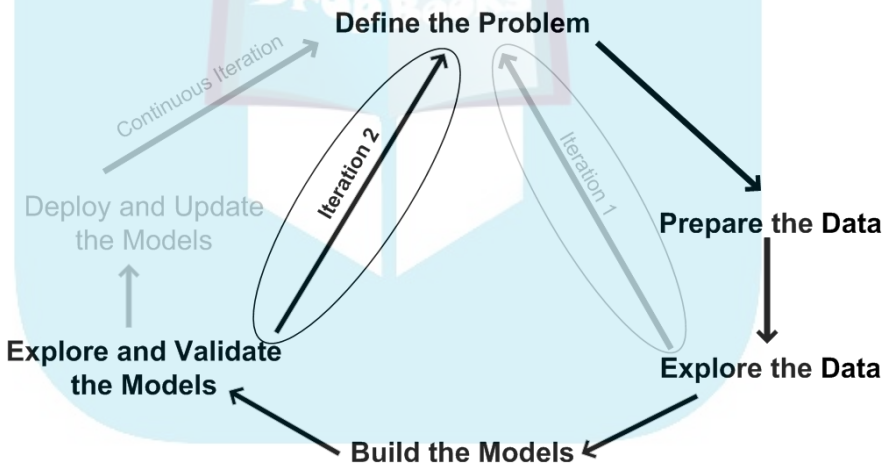 Define the Problem
Continuous Iteration
Iteration 2
Iteration 1
Deploy and Update
the Models
Prepare the Data
Explore and Validate
the Models
Explore the Data
Build the Models